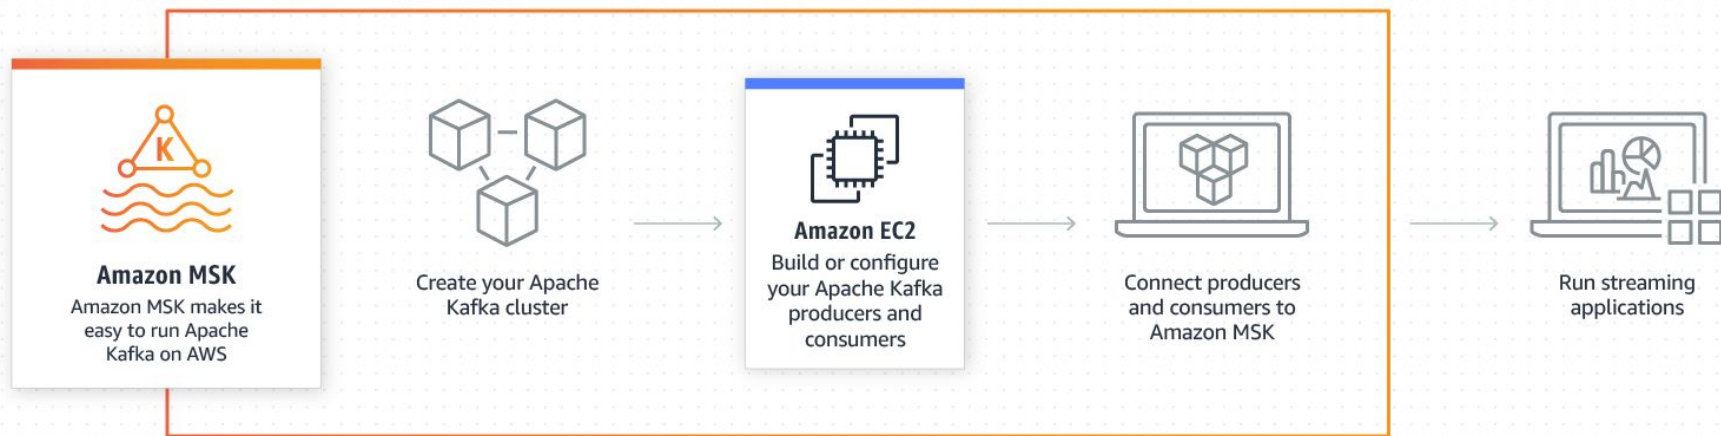 K
Amazon MSK
Amazon MSK makes it
easy to run Apache
Kafka on AWS
Create your Apache
Kafka cluster
Amazon EC2
Build or configure
your Apache Kafka
producers and
consumers
Connect producers
and consumers to
Amazon MSK
Run streaming
applications